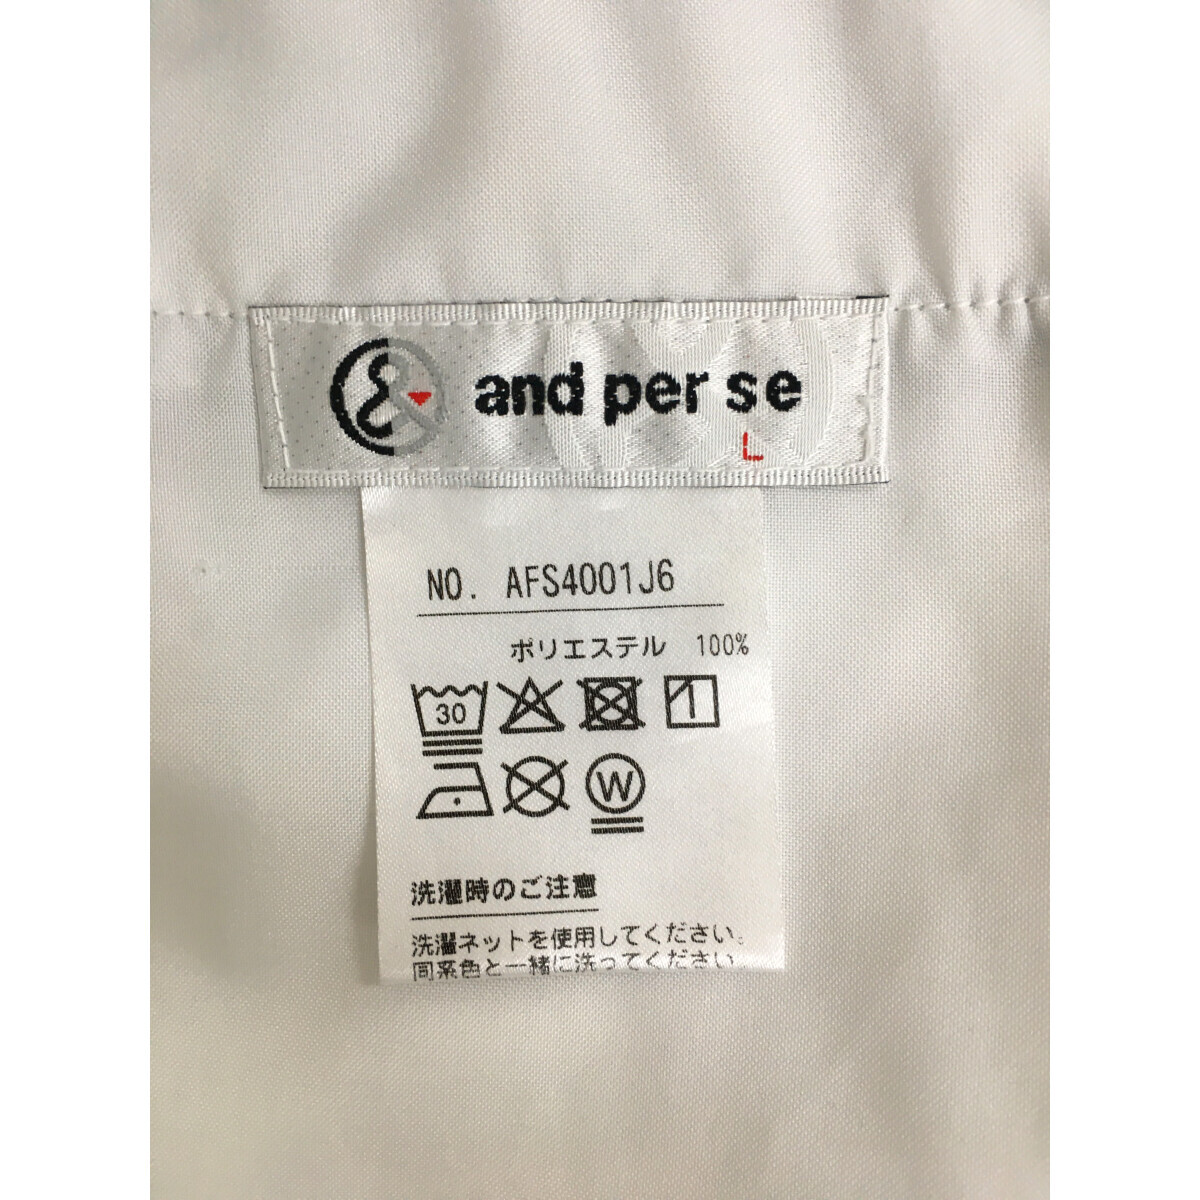 & and per se
L
NO. AFS4001J6
ポリエステル 100%
30
W
洗濯時のご注意
洗濯ネットを使用してください。
同系色と一緒に洗ってください。